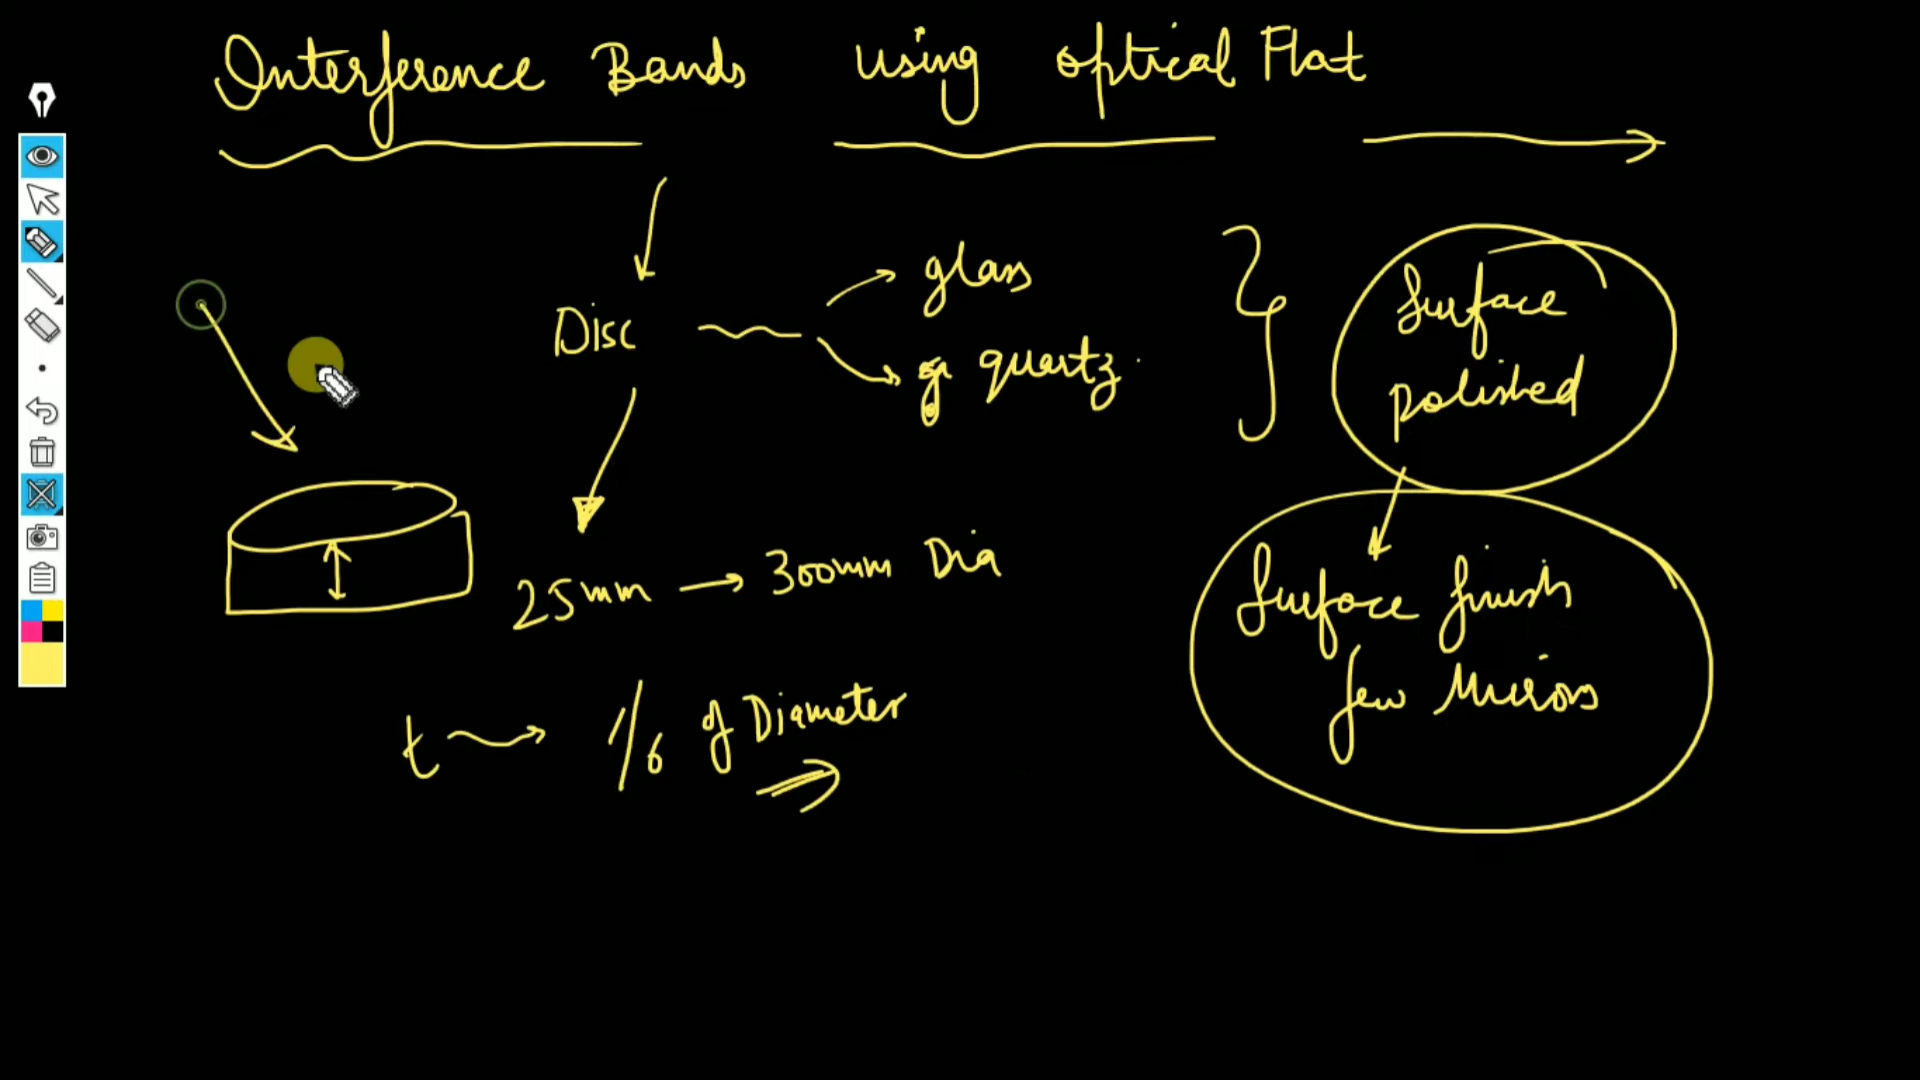 Interference Bands using optical Flat
Disc
glass
or quartz
Surface
polished
25mm → 300mm Dia
Surface finish
few Microns
t → 1/6 of Diameter